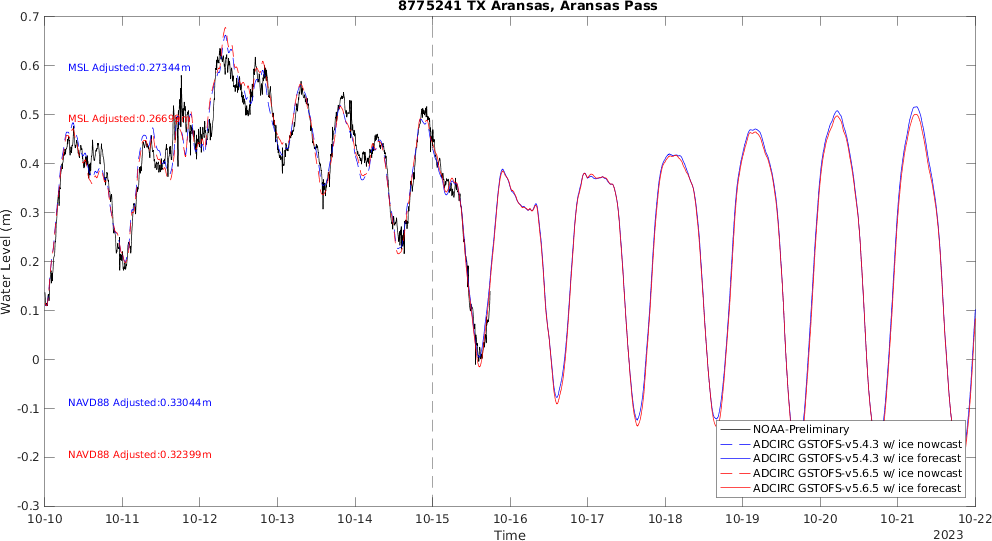 8775241 TX Aransas, Aransas Pass
0.7
0.6
0.5
0.4
0.3
0.2
0.1
0
-0.1
-0.2
-0.3
Water Level (m)
MSL Adjusted:0.27344m
MSL Adjusted:0.2669
NAVD88 Adjusted:0.33044m
NAVD88 Adjusted:0.32399m
NOAA-Preliminary
ADCIRC GSTOFS-v5.4.3 w/ ice nowcast
ADCIRC GSTOFS-v5.4.3 w/ ice forecast
ADCIRC GSTOFS-v5.6.5 w/ ice nowcast
ADCIRC GSTOFS-v5.6.5 w/ ice forecast
10-10 10-11 10-12 10-13 10-14 10-15 10-16 10-17 10-18 10-19 10-20 10-21 10-22
Time
2023